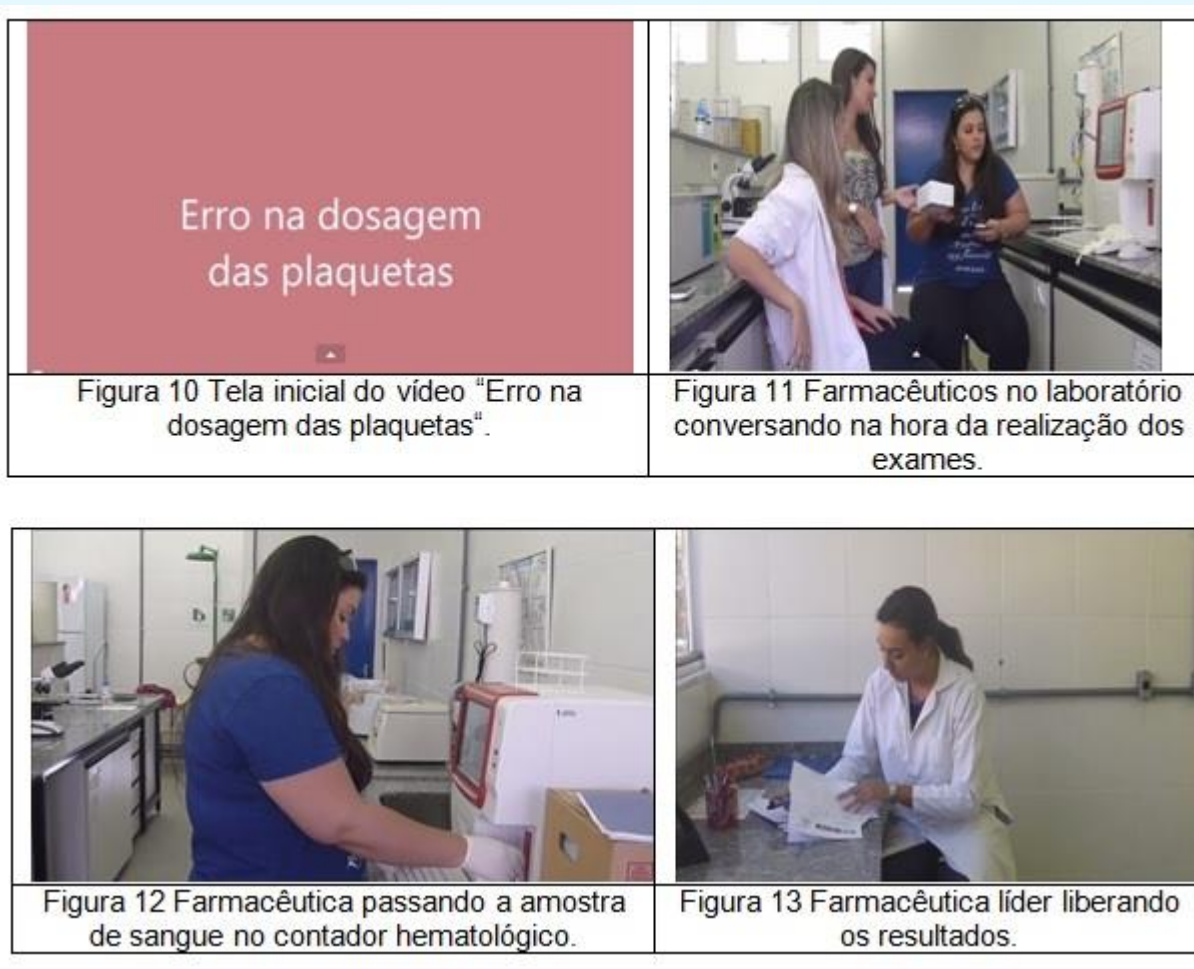 Erro na dosagem
das plaquetas
Figura 10 Tela inicial do vídeo “Erro na
dosagem das plaquetas“.
Figura 11 Farmacêuticos no laboratório
conversando na hora da realização dos
exames.
Figura 12 Farmacêutica passando a amostra
de sangue no contador hematológico.
Figura 13 Farmacêutica líder liberando
os resultados.